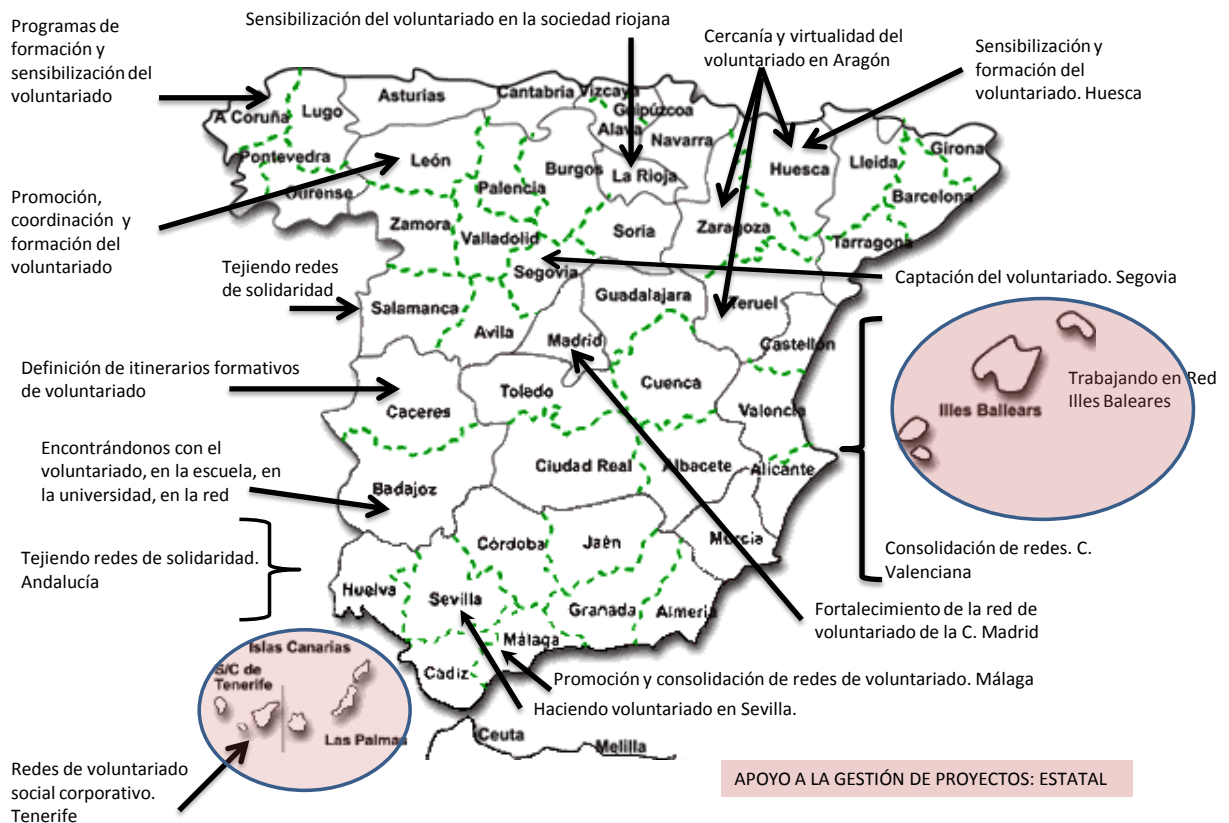 Programas de
formación y
sensibilización del
voluntariado
Sensibilización del voluntariado en la sociedad riojana
Cercanía y virtualidad del
voluntariado en Aragón
Sensibilización y
formación del
voluntariado. Huesca
A Coruña
Lugo
Asturias
Cantabria
Vizcaya
Guipúzcoa
Alava
Navarra
Pontevedra
Ourense
León
Palencia
Burgos
La Rioja
Huesca
Lleida
Girona
Barcelona
Tarragona
Promoción,
coordinación y
formación del
voluntariado
Zamora
Valladolid
Soria
Zaragoza
Segovia
Tejiendo redes
de solidaridad
Captación del voluntariado. Segovia
Salamanca
Avila
Guadalajara
Teruel
Madrid
Castellón
Definición de itinerarios formativos
de voluntariado
Caceres
Toledo
Cuenca
Valencia
Illes Ballears
Trabajando en Red
Illes Baleares
Encontrándonos con el
voluntariado, en la escuela, en
la universidad, en la red
Badajoz
Ciudad Real
Albacete
Alicante
Murcia
Tejiendo redes de solidaridad.
Andalucía
Huelva
Sevilla
Córdoba
Jaén
Granada
Almeria
Málaga
Cádiz
Consolidación de redes. C.
Valenciana
Fortalecimiento de la red de
voluntariado de la C. Madrid
Promoción y consolidación de redes de voluntariado. Málaga
Haciendo voluntariado en Sevilla.
Islas Canarias
S/C de
Tenerife
Las Palmas
Ceuta
Melilla
Redes de voluntariado
social corporativo.
Tenerife
APOYO A LA GESTIÓN DE PROYECTOS: ESTATAL